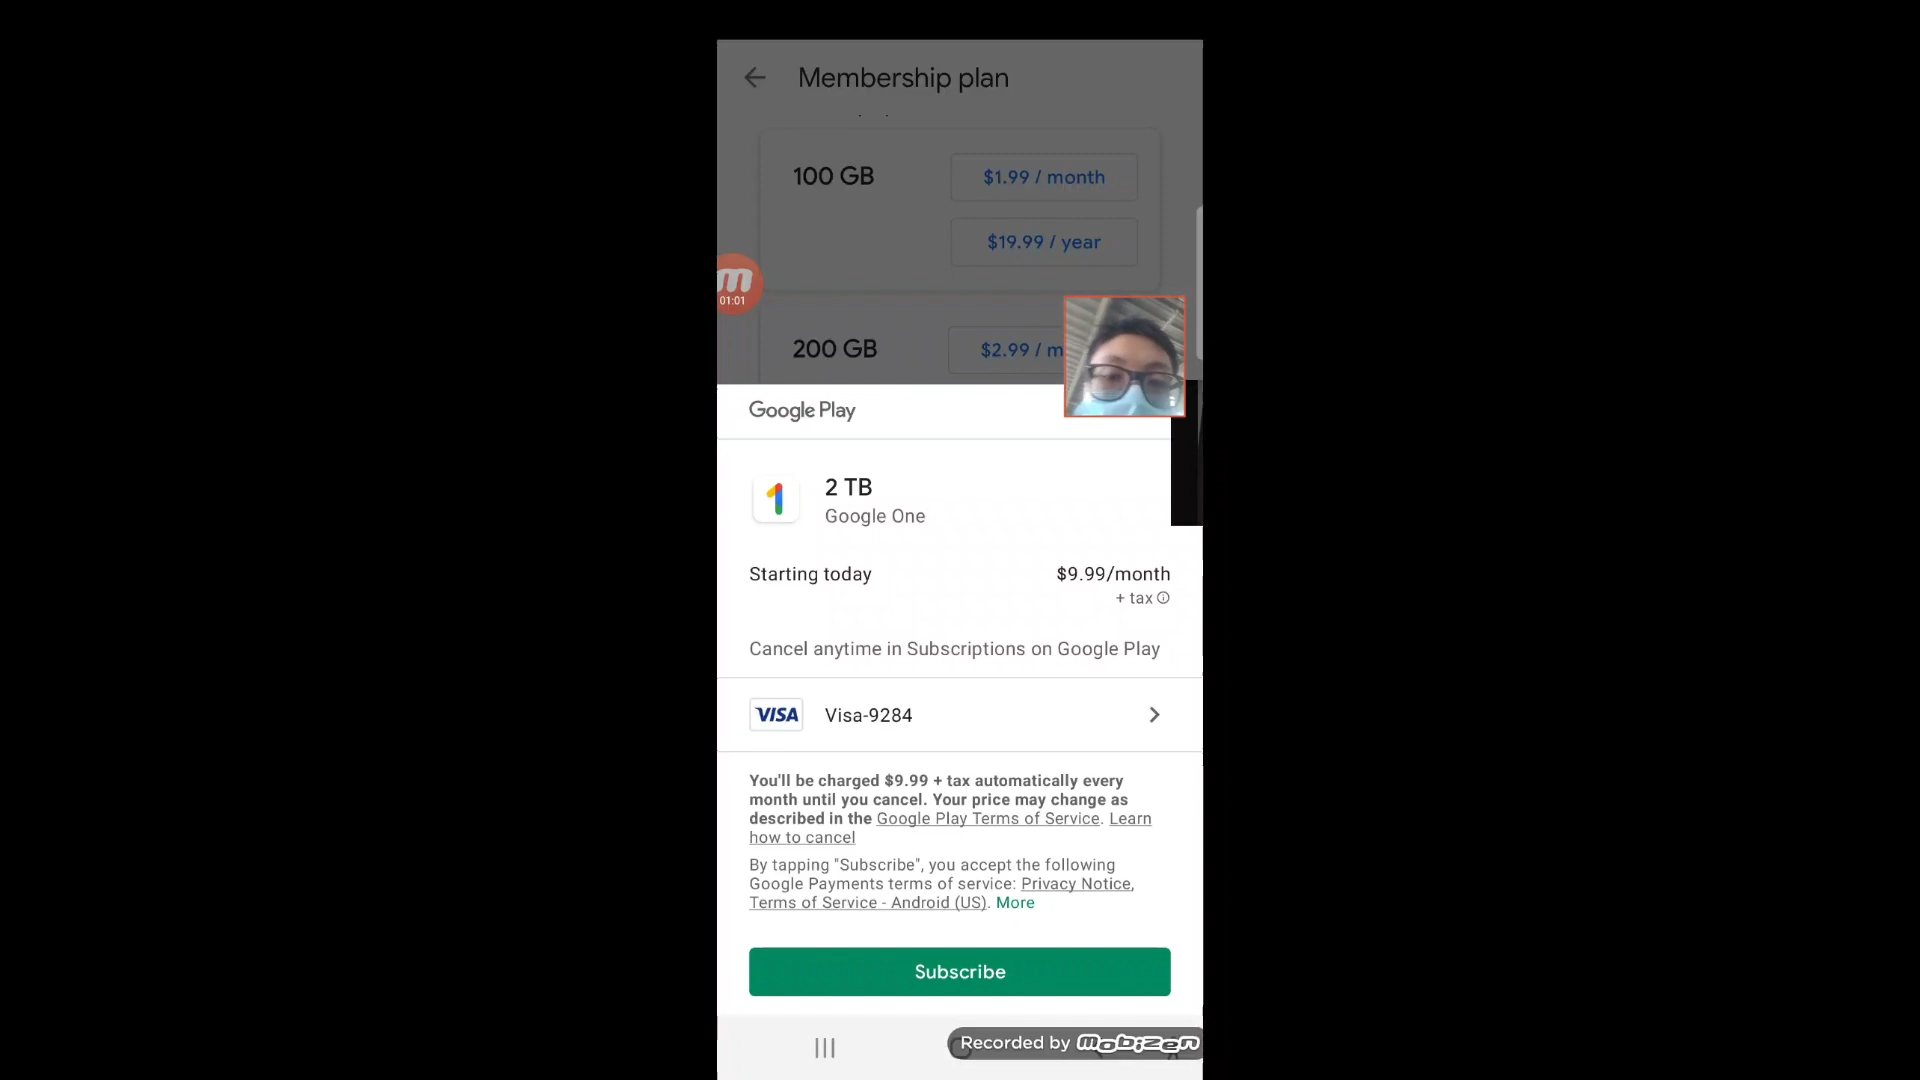 Membership plan
100 GB
$1.99 / month
$19.99 / year
m
01:01
200 GB
$2.99 / m
Google Play
2 TB
Google One
Starting today
$9.99/month
+ tax
Cancel anytime in Subscriptions on Google Play
VISA
Visa-9284
You'll be charged $9.99 + tax automatically every
month until you cancel. Your price may change as
described in the Google Play Terms of Service. Learn
how to cancel
By tapping "Subscribe", you accept the following
Google Payments terms of service: Privacy Notice,
Terms of Service - Android (US). More
Subscribe
Recorded by mobizen